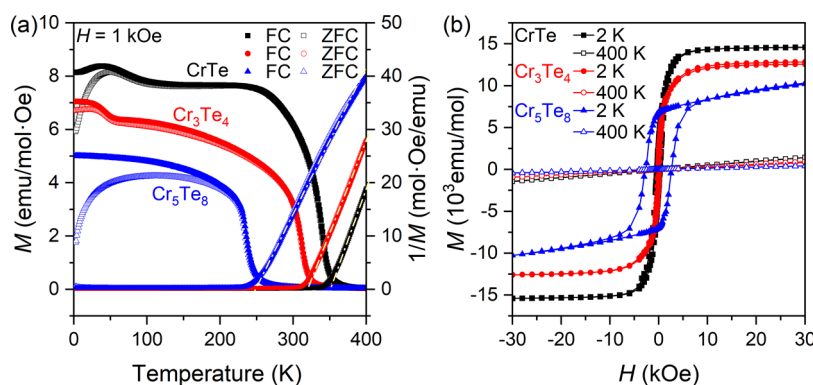 (a)
H = 1 kOe
FC ZFC
FC ZFC
FC ZFC
CrTe
Cr₃Te₄
Cr₅Te₈
M (emu/mol·Oe)
10
8
6
4
2
0
1/M (mol·Oe/emu)
50
40
30
20
10
0
0 100 200 300 400
Temperature (K)
(b)
CrTe 2 K
400 K
Cr₃Te₄ 2 K
400 K
Cr₅Te₈ 2 K
400 K
M (10³emu/mol)
15
10
5
0
-5
-10
-15
-30 -20 -10 0 10 20 30
H (kOe)